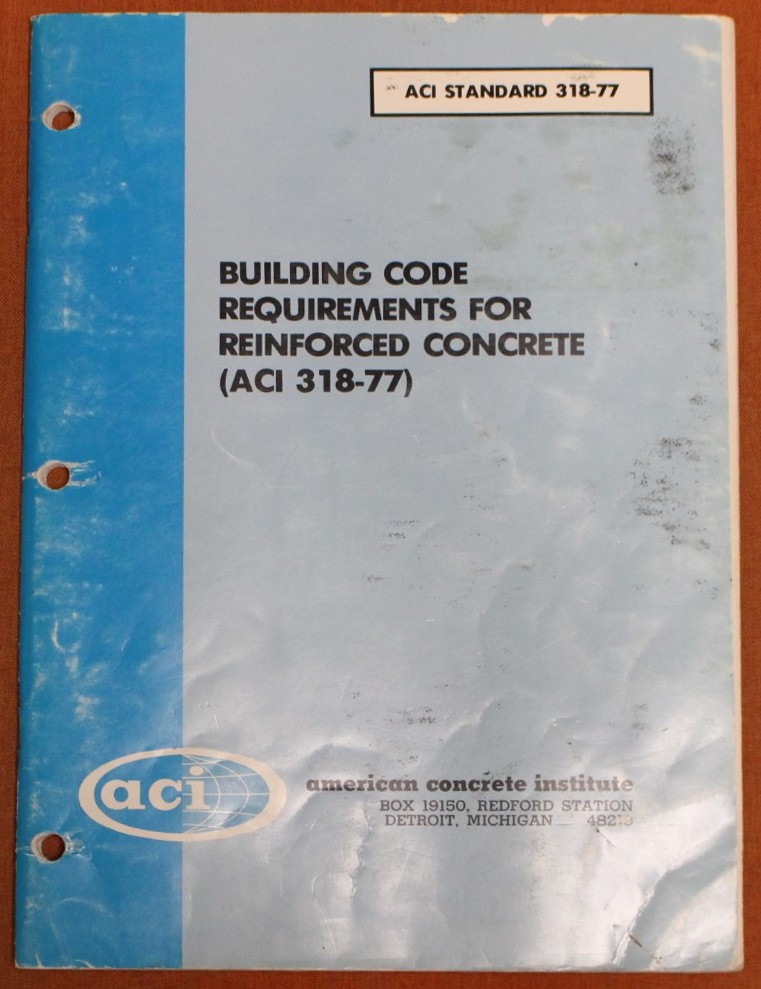 ACI STANDARD 318-77
BUILDING CODE
REQUIREMENTS FOR
REINFORCED CONCRETE
(ACI 318-77)
aci
american concrete institute
BOX 19150, REDFORD STATION
DETROIT, MICHIGAN